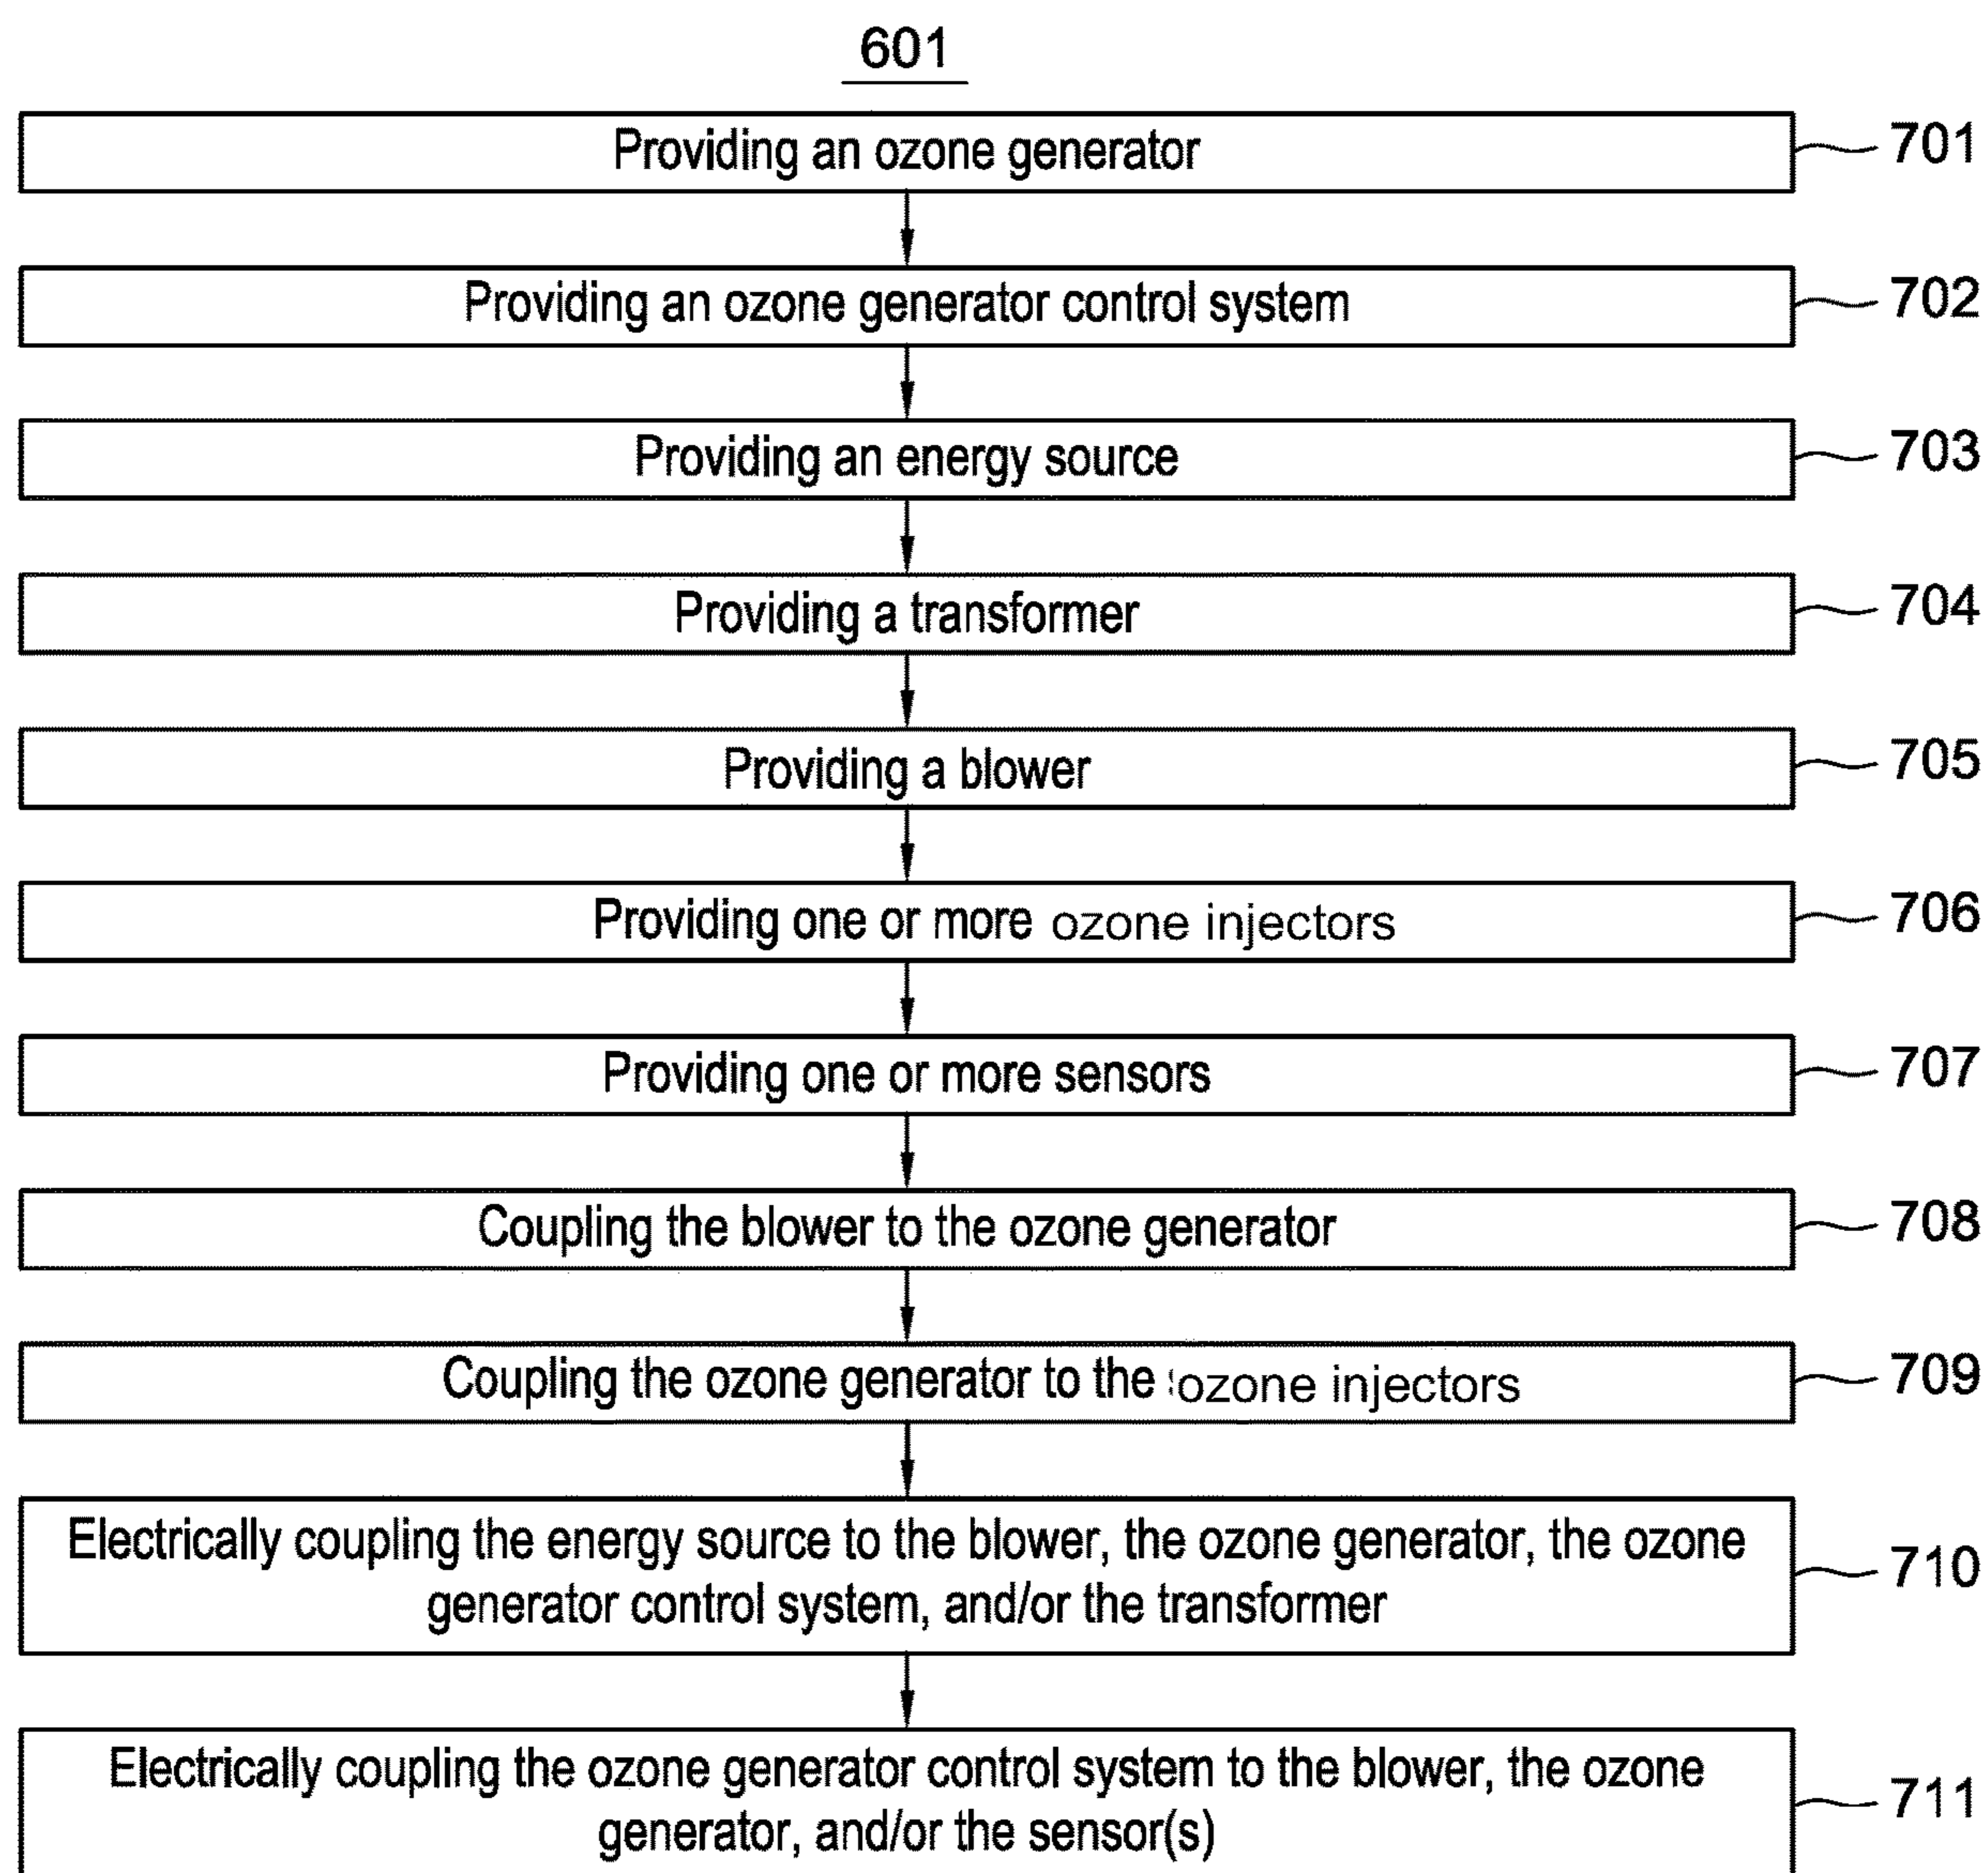 601
Providing an ozone generator
701
Providing an ozone generator control system
702
Providing an energy source
703
Providing a transformer
704
Providing a blower
705
Providing one or more ozone injectors
706
Providing one or more sensors
707
Coupling the blower to the ozone generator
708
Coupling the ozone generator to the ozone injectors
709
Electrically coupling the energy source to the blower, the ozone generator, the ozone
generator control system, and/or the transformer
710
Electrically coupling the ozone generator control system to the blower, the ozone
generator, and/or the sensor(s)
711